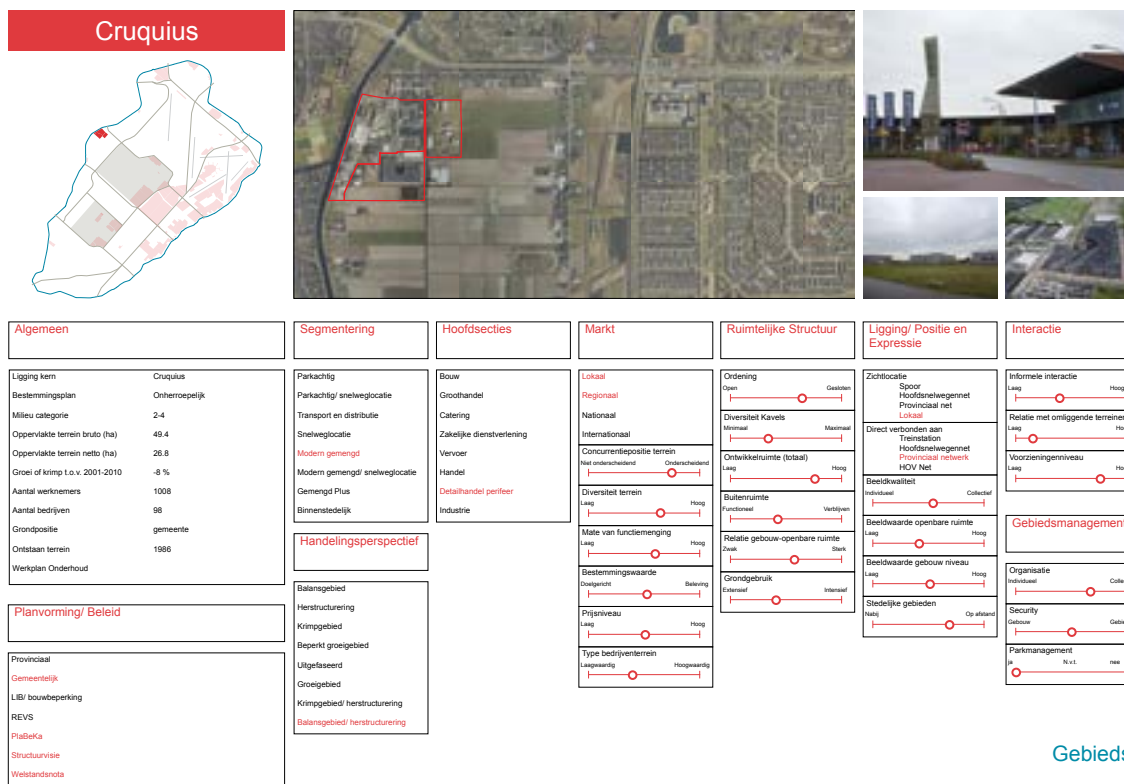 Cruquius
Algemeen
Ligging kern Cruquius
Bestemmingsplan Onherroepelijk
Milieu categorie 2-4
Oppervlakte terrein bruto (ha) 49.4
Oppervlakte terrein netto (ha) 26.8
Groei of krimp t.o.v. 2001-2010 -8 %
Aantal werknemers 1008
Aantal bedrijven 98
Grondpositie gemeente
Ontstaan terrein 1986
Werkplan Onderhoud
Planvorming/ Beleid
Provinciaal
Gemeentelijk
LIB/ bouwbeperking
REVS
PlaBeKa
Structuurvisie
Welstandsnota
Segmentering
Parkachtig
Parkachtig/ snelweglocatie
Transport en distributie
Snelweglocatie
Modern gemengd
Modern gemengd/ snelweglocatie
Gemengd Plus
Binnenstedelijk
Handelingsperspectief
Balansgebied
Herstructurering
Krimpgebied
Beperkt groeigebied
Uitgefaseerd
Groeigebied
Krimpgebied/ herstructurering
Balansgebied/ herstructurering
Hoofdsecties
Bouw
Groothandel
Catering
Zakelijke dienstverlening
Vervoer
Handel
Detailhandel perifeer
Industrie
Markt
Lokaal
Regionaal
Nationaal
Internationaal
Concurrentiepositie terrein
Niet onderscheidend Onderscheidend
Diversiteit terrein
Laag Hoog
Mate van functiemenging
Laag Hoog
Bestemmingswaarde
Doelgericht Beleving
Prijsniveau
Laag Hoog
Type bedrijventerrein
Laagwaardig Hoogwaardig
Ruimtelijke Structuur
Ordening
Open Gesloten
Diversiteit Kavels
Minimaal Maximaal
Ontwikkelruimte (totaal)
Laag Hoog
Buitenruimte
Functioneel Verblijven
Relatie gebouw-openbare ruimte
Zwak Sterk
Grondgebruik
Extensief Intensief
Ligging/ Positie en
Expressie
Zichtlocatie
Spoor
Hoofdsnelwegennet
Provinciaal net
Lokaal
Direct verbonden aan
Treinstation
Hoofdsnelwegennet
Provinciaal netwerk
HOV Net
Beeldkwaliteit
Individueel Collectief
Beeldwaarde openbare ruimte
Laag Hoog
Beeldwaarde gebouw niveau
Laag Hoog
Stedelijke gebieden
Nabij Op afstand
Interactie
Informele interactie
Laag Hoog
Relatie met omliggende terreinen
Laag Ho
Voorzieningenniveau
Laag Ho
Gebiedsmanagement
Organisatie
Individueel Colle
Security
Gebouw Gebi
Parkmanagement
ja N.v.t. nee
Gebieds